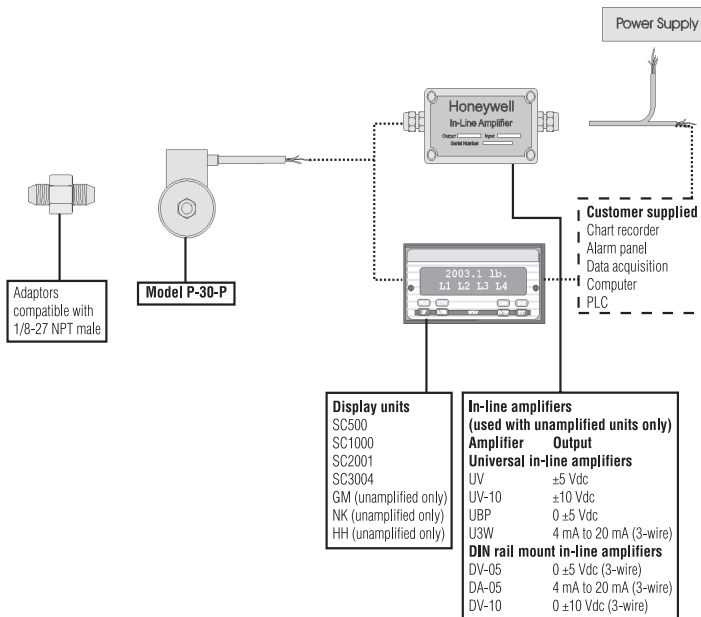 Power Supply
Honeywell
In-Line Amplifier
Output Input
Serial Number
Customer supplied
Chart recorder
Alarm panel
Data acquisition
Computer
PLC
2003.1 lb.
L1 L2 L3 L4
Adaptors
compatible with
1/8-27 NPT male
Model P-30-P
Display units
SC500
SC1000
SC2001
SC3004
GM (unamplified only)
NK (unamplified only)
HH (unamplified only)
In-line amplifiers
(used with unamplified units only)
Amplifier Output
Universal in-line amplifiers
UV ±5 Vdc
UV-10 ±10 Vdc
UBP 0 ±5 Vdc
U3W 4 mA to 20 mA (3-wire)
DIN rail mount in-line amplifiers
DV-05 0 ±5 Vdc (3-wire)
DA-05 4 mA to 20 mA (3-wire)
DV-10 0 ±10 Vdc (3-wire)